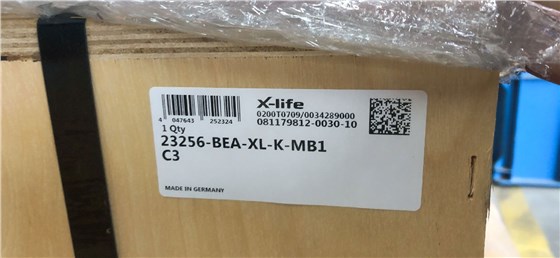 X-life
0200T0709/0034289000
081179812-0030-10
4 047643 252324
1 Qty
23256-BEA-XL-K-MB1
C3
MADE IN GERMANY